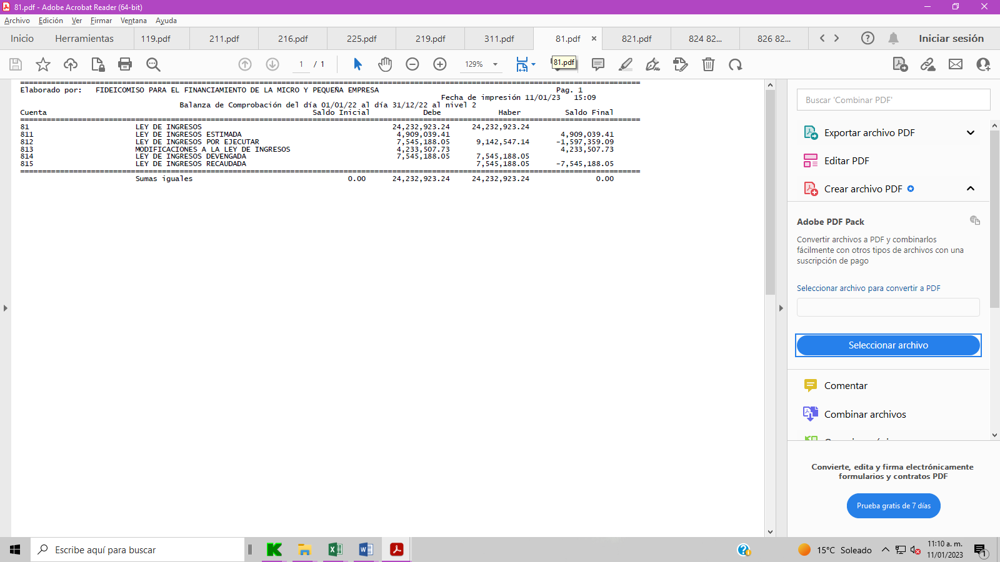 81.pdf - Adobe Acrobat Reader (64-bit)
Archivo Edición Ver Firmar Ventana Ayuda
Inicio Herramientas 119.pdf 211.pdf 216.pdf 225.pdf 219.pdf 311.pdf 81.pdf 821.pdf 824 82... 826 82... Iniciar sesión
1 / 1 129% 81.pdf
Elaborado por: FIDEICOMISO PARA EL FINANCIAMIENTO DE LA MICRO Y PEQUEÑA EMPRESA Pag. 1
Fecha de impresión 11/01/23 15:09
Balanza de Comprobación del día 01/01/22 al día 31/12/22 al nivel 2
Cuenta Saldo Inicial Debe Haber Saldo Final
81 LEY DE INGRESOS 24,232,923.24 24,232,923.24
811 LEY DE INGRESOS ESTIMADA 4,909,039.41 4,909,039.41
812 LEY DE INGRESOS POR EJECUTAR 7,545,188.05 9,142,547.14 -1,597,359.09
813 MODIFICACIONES A LA LEY DE INGRESOS 4,233,507.73 4,233,507.73
814 LEY DE INGRESOS DEVENGADA 7,545,188.05 7,545,188.05
815 LEY DE INGRESOS RECAUDADA 7,545,188.05 -7,545,188.05
Sumas iguales 0.00 24,232,923.24 24,232,923.24 0.00
Buscar 'Combinar PDF'
Exportar archivo PDF
Editar PDF
Crear archivo PDF
Adobe PDF Pack
Convertir archivos a PDF y combinarlos
fácilmente con otros tipos de archivos con una
suscripción de pago
Seleccionar archivo para convertir a PDF
Seleccionar archivo
Comentar
Combinar archivos
Convierte, edita y firma electrónicamente
formularios y contratos PDF
Prueba gratis de 7 días
Escribe aquí para buscar
15°C Soleado
11:10 a. m.
11/01/2023
1